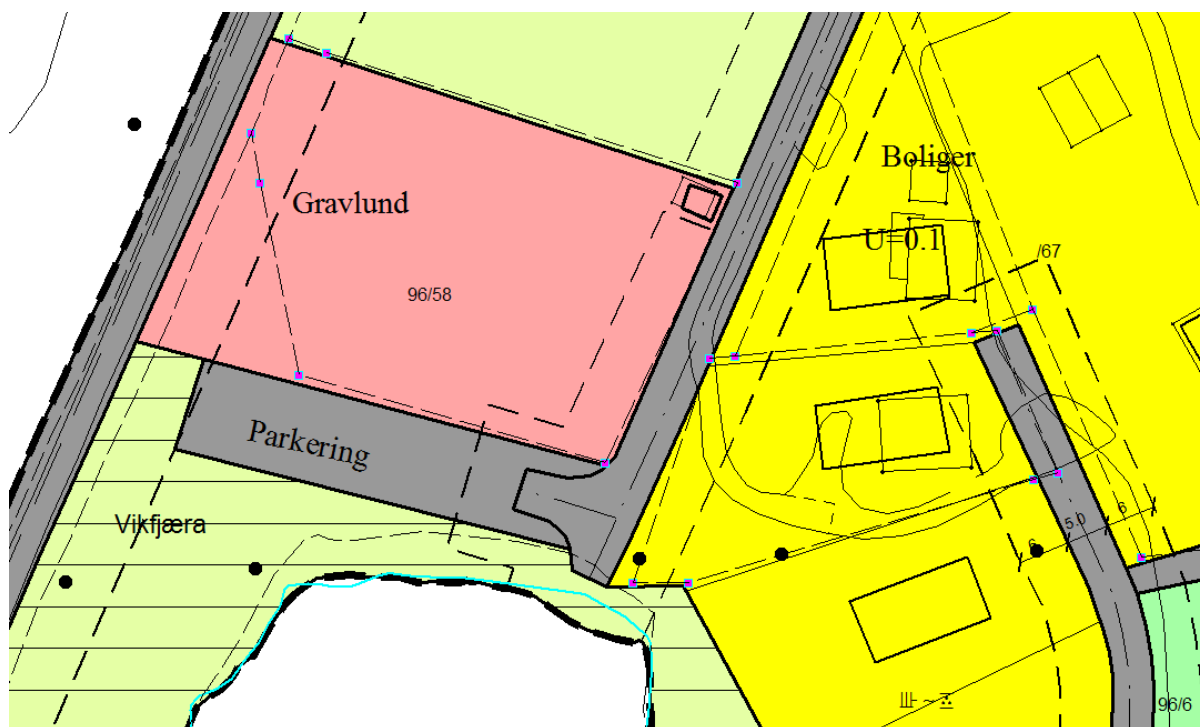 Boliger
Gravlund
U=0.1
/67
96/58
Parkering
Vikfjæra
6
5.0
6
96/6